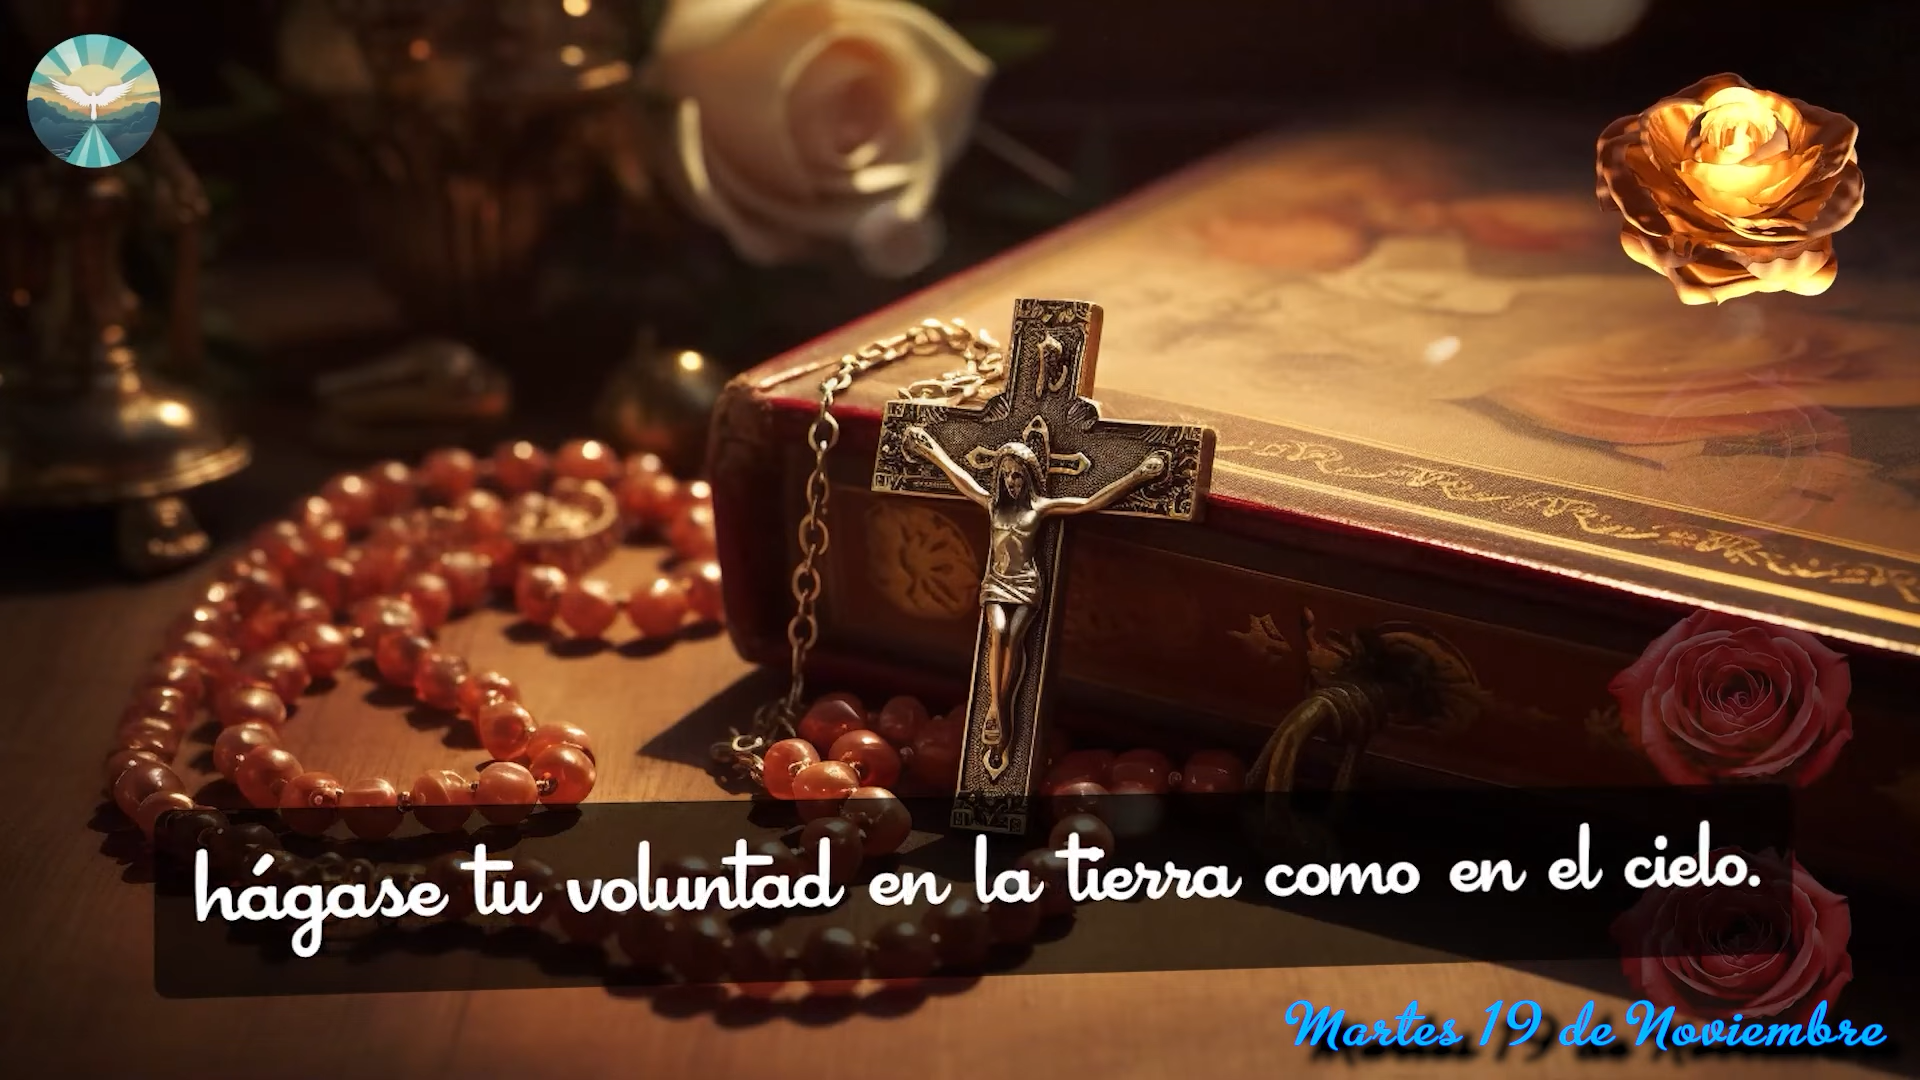 hágase tu voluntad en la tierra como en el cielo.
Martes 19 de Noviembre